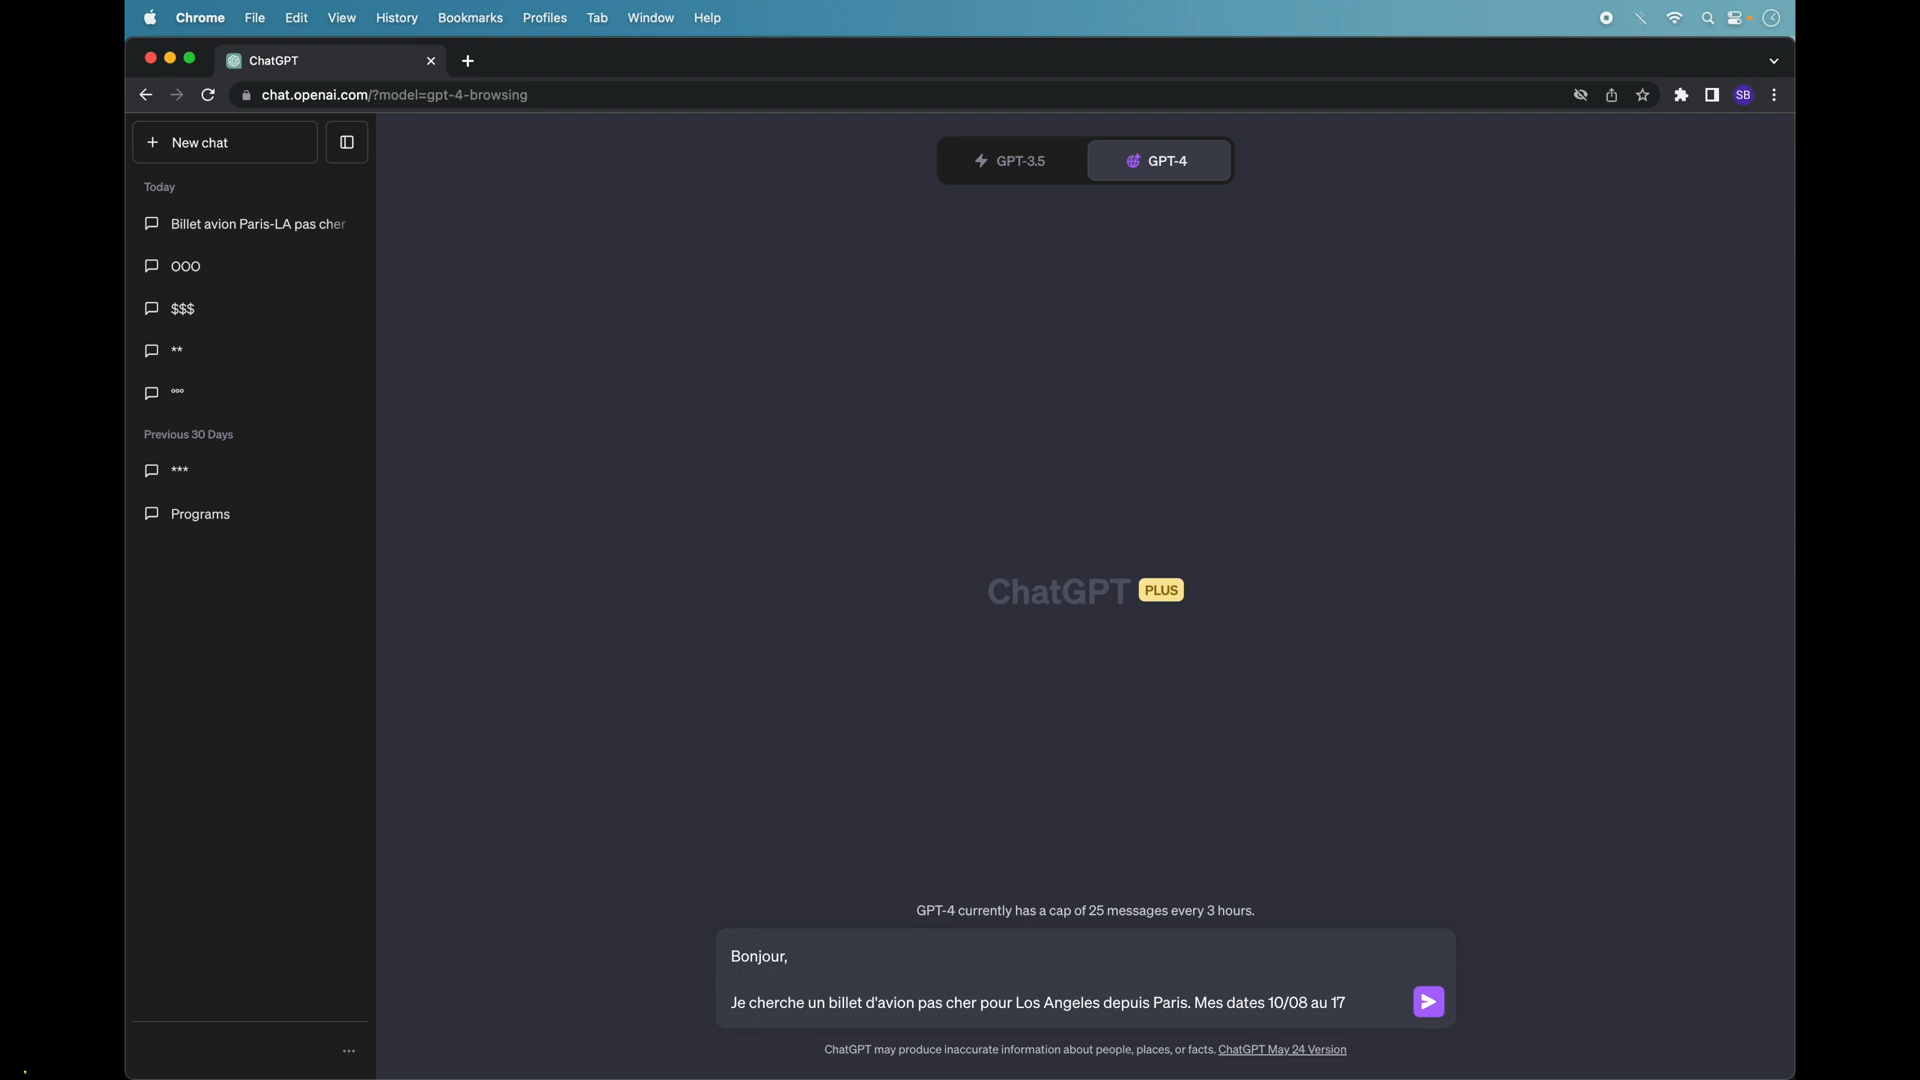 Chrome File Edit View History Bookmarks Profiles Tab Window Help
ChatGPT
chat.openai.com/?model=gpt-4-browsing
SB
New chat
GPT-3.5
GPT-4
Today
Billet avion Paris-LA pas cher
OOO
$$$
**
°°°
Previous 30 Days
***
Programs
ChatGPT PLUS
GPT-4 currently has a cap of 25 messages every 3 hours.
Bonjour,
Je cherche un billet d'avion pas cher pour Los Angeles depuis Paris. Mes dates 10/08 au 17
ChatGPT may produce inaccurate information about people, places, or facts. ChatGPT May 24 Version